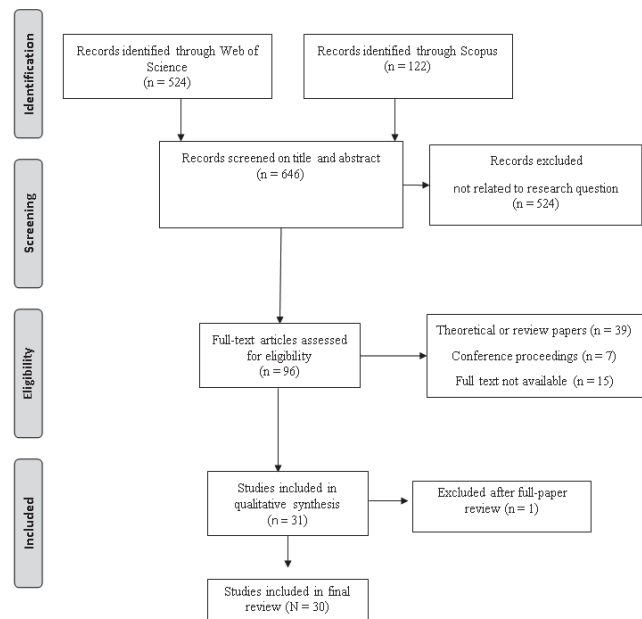 Identification
Records identified through Web of
Science
(n = 524)
Records identified through Scopus
(n = 122)
Screening
Records screened on title and abstract
(n = 646)
Records excluded
not related to research question
(n = 524)
Eligibility
Full-text articles assessed
for eligibility
(n = 96)
Theoretical or review papers (n = 39)
Conference proceedings (n = 7)
Full text not available (n = 15)
Included
Studies included in
qualitative synthesis
(n = 31)
Excluded after full-paper
review (n = 1)
Studies included in final
review (N = 30)